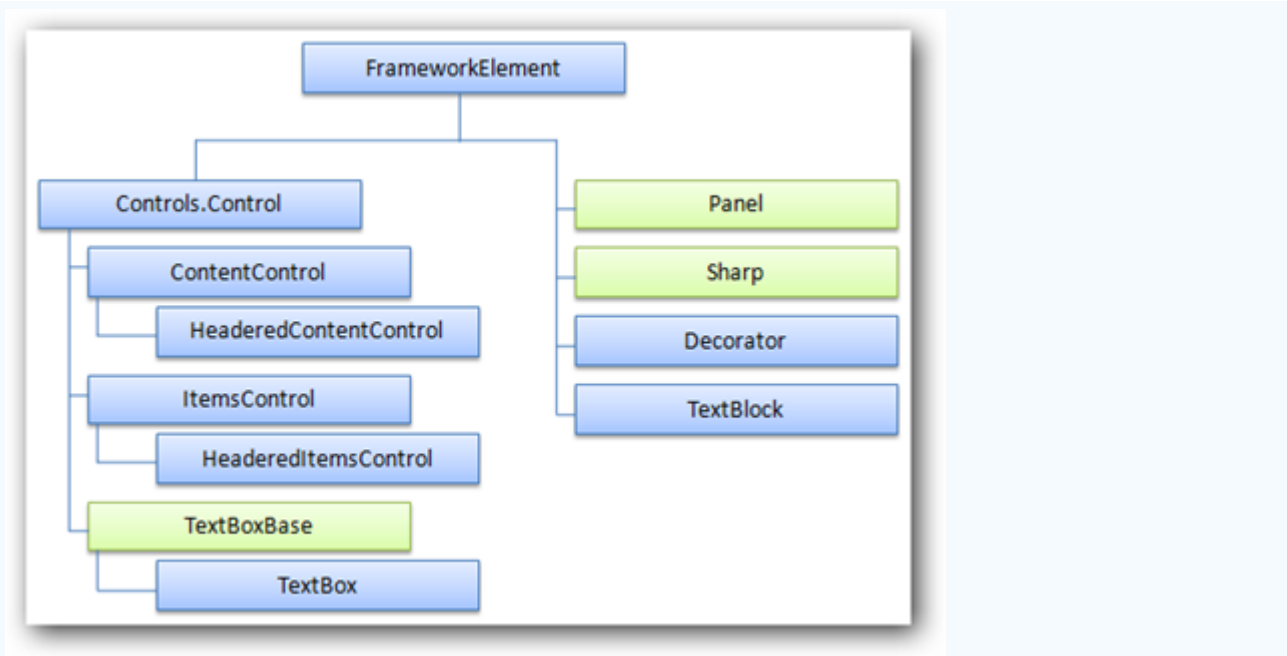 FrameworkElement
Controls.Control
ContentControl
HeaderedContentControl
ItemsControl
HeaderedItemsControl
TextBoxBase
TextBox
Panel
Sharp
Decorator
TextBlock